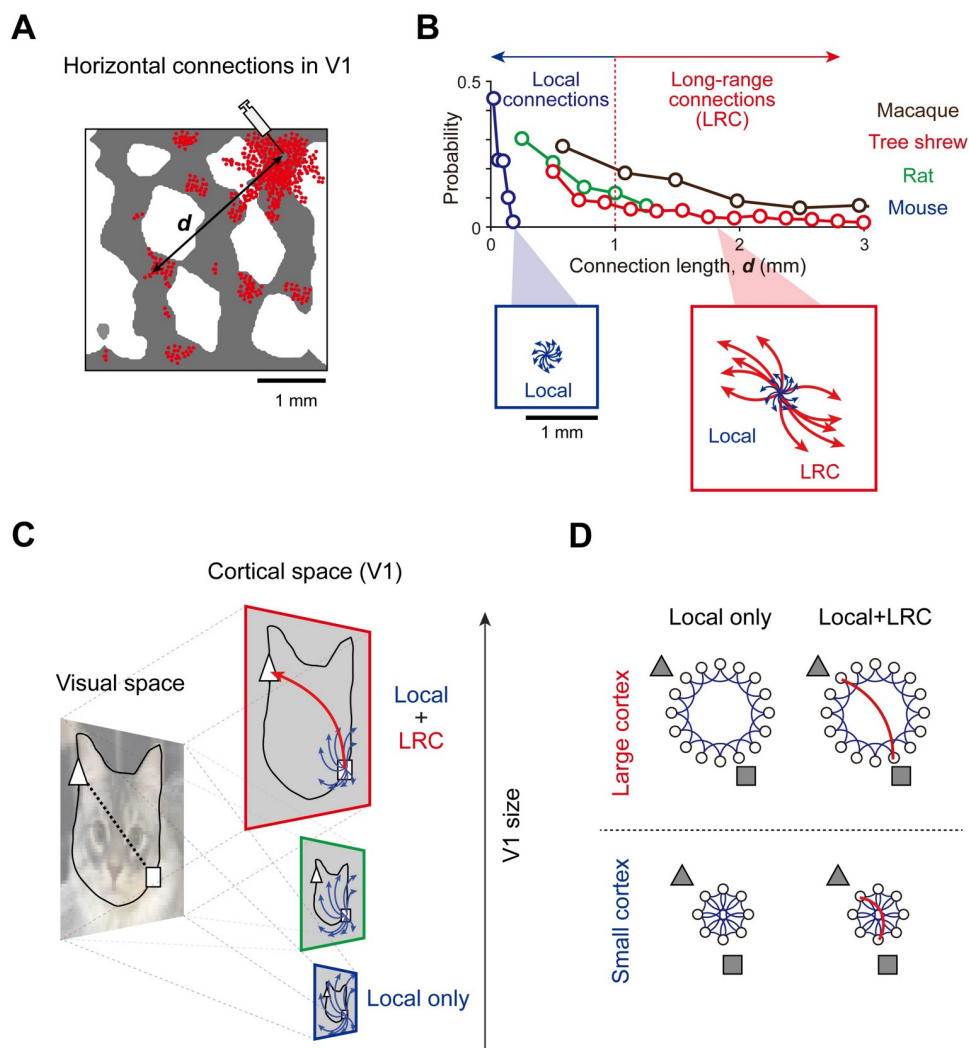 A
Horizontal connections in V1
d
1 mm
B
Local
connections
Long-range
connections
(LRC)
Macaque
Tree shrew
Rat
Mouse
Probability
0.5
0
0
1
2
3
Connection length, d (mm)
Local
1 mm
Local
LRC
C
Cortical space (V1)
Visual space
Local
+
LRC
Local only
V1 size
D
Local only
Local+LRC
Large cortex
Small cortex